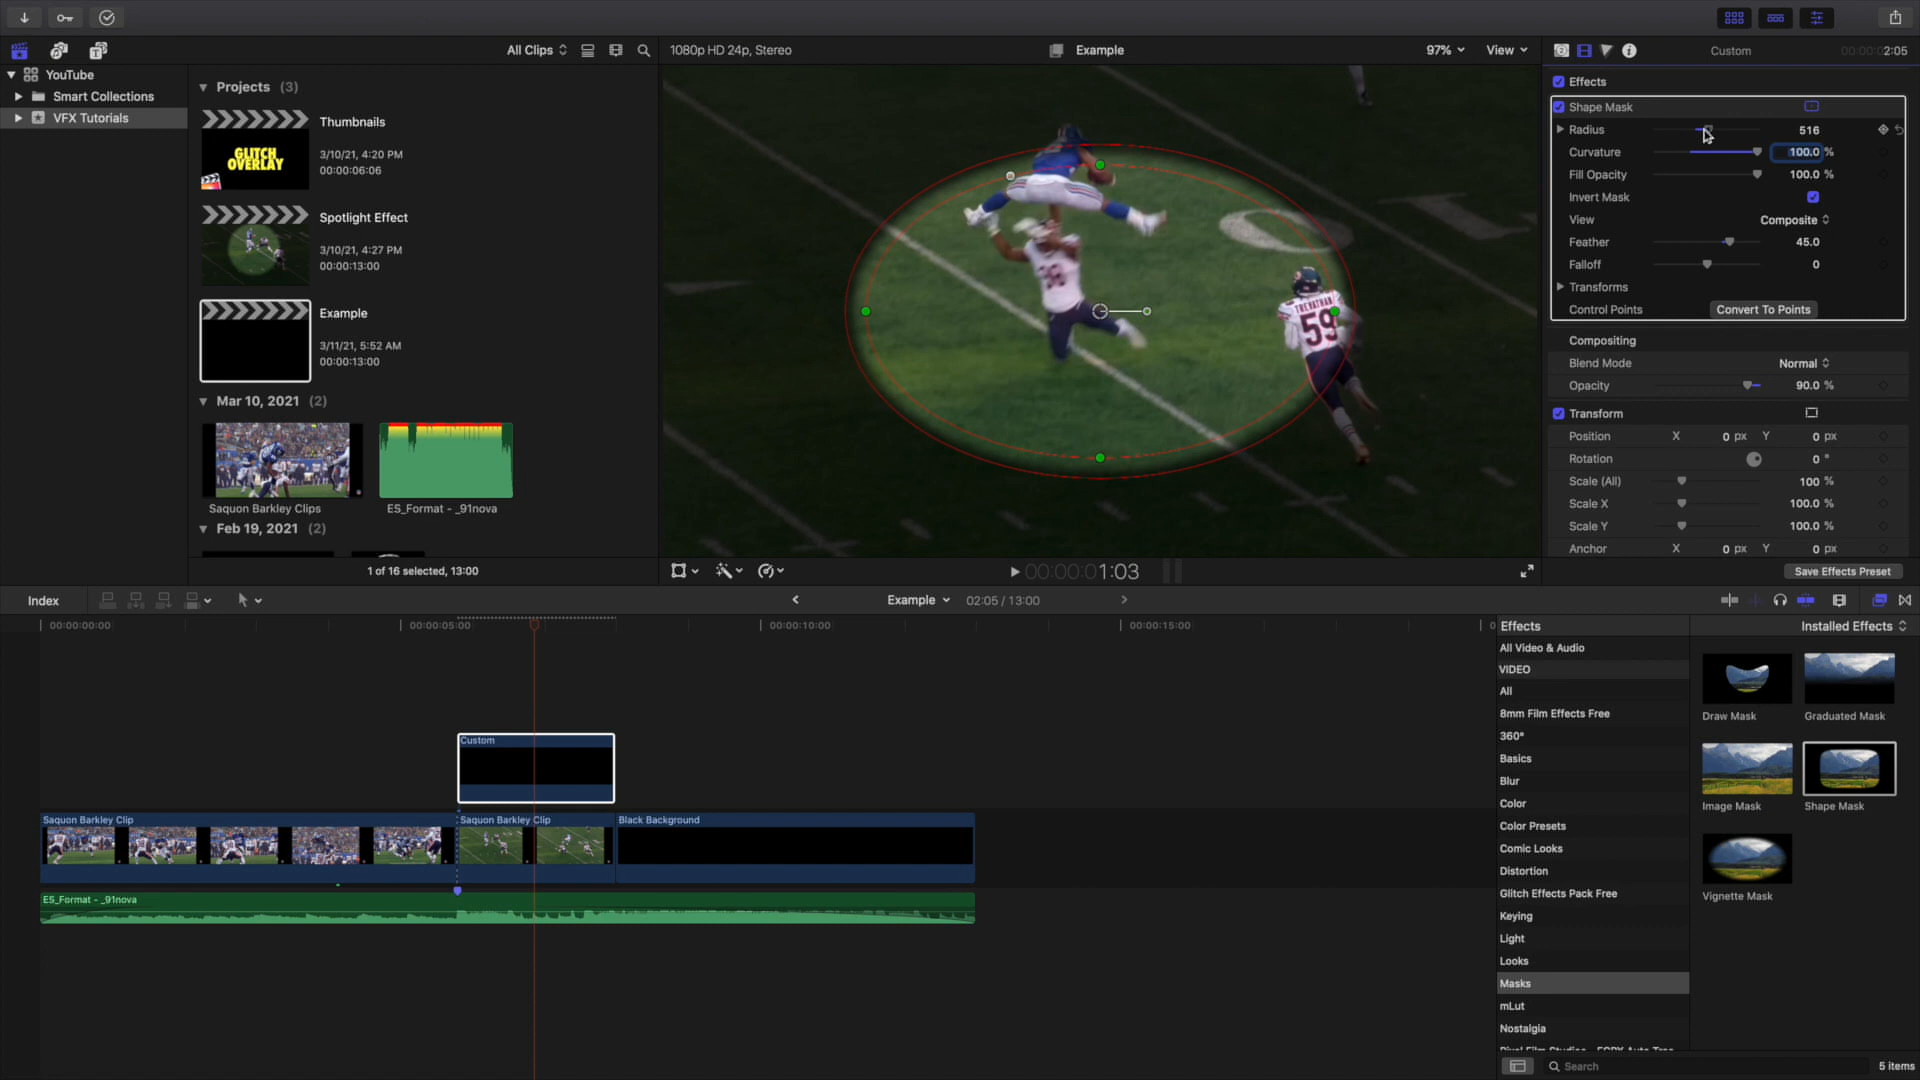 All Clips
1080p HD 24p, Stereo
Example
97%
View
Custom
00:00:02:05
YouTube
Smart Collections
VFX Tutorials
Projects (3)
GLITCH
OVERLAY
Thumbnails
3/10/21, 4:20 PM
00:00:06:06
Spotlight Effect
3/10/21, 4:27 PM
00:00:13:00
Example
3/11/21, 5:52 AM
00:00:13:00
Mar 10, 2021 (2)
Saquon Barkley Clips
ES_Format - _91nova
Feb 19, 2021 (2)
1 of 16 selected, 13:00
TREVATHAN
59
00:00:01:03
Effects
Shape Mask
Radius 516
Curvature 100.0 %
Fill Opacity 100.0 %
Invert Mask
View Composite
Feather 45.0
Falloff 0
Transforms
Control Points Convert To Points
Compositing
Blend Mode Normal
Opacity 90.0 %
Transform
Position X 0 px Y 0 px
Rotation 0 °
Scale (All) 100 %
Scale X 100.0 %
Scale Y 100.0 %
Anchor X 0 px Y 0 px
Save Effects Preset
Index
Example
02:05 / 13:00
00:00:00:00
00:00:05:00
00:00:10:00
00:00:15:00
Custom
Saquon Barkley Clip
Saquon Barkley Clip
Black Background
ES_Format - _91nova
Effects
Installed Effects
All Video & Audio
VIDEO
All
8mm Film Effects Free
360°
Basics
Blur
Color
Color Presets
Comic Looks
Distortion
Glitch Effects Pack Free
Keying
Light
Looks
Masks
mLut
Nostalgia
Draw Mask
Graduated Mask
Image Mask
Shape Mask
Vignette Mask
Search
5 items